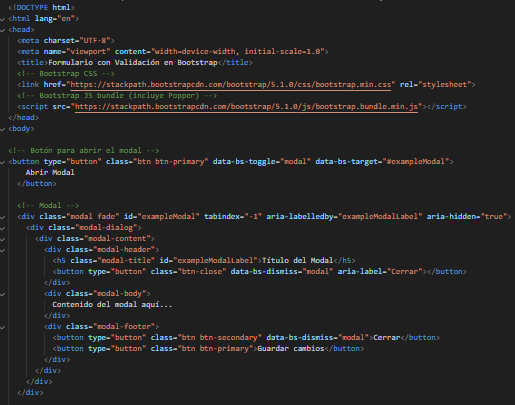 <!DOCTYPE html>
<html lang="en">
<head>
<meta charset="UTF-8">
<meta name="viewport" content="width=device-width, initial-scale=1.0">
<title>Formulario con Validación en Bootstrap</title>
<!-- Bootstrap CSS -->
<link href="https://stackpath.bootstrapcdn.com/bootstrap/5.1.0/css/bootstrap.min.css" rel="stylesheet">
<!-- Bootstrap JS bundle (incluye Popper) -->
<script src="https://stackpath.bootstrapcdn.com/bootstrap/5.1.0/js/bootstrap.bundle.min.js"></script>
</head>
<body>
<!-- Botón para abrir el modal -->
<button type="button" class="btn btn-primary" data-bs-toggle="modal" data-bs-target="#exampleModal">
Abrir Modal
</button>
<!-- Modal -->
<div class="modal fade" id="exampleModal" tabindex="-1" aria-labelledby="exampleModalLabel" aria-hidden="true">
<div class="modal-dialog">
<div class="modal-content">
<div class="modal-header">
<h5 class="modal-title" id="exampleModalLabel">Título del Modal</h5>
<button type="button" class="btn-close" data-bs-dismiss="modal" aria-label="Cerrar"></button>
</div>
<div class="modal-body">
Contenido del modal aquí...
</div>
<div class="modal-footer">
<button type="button" class="btn btn-secondary" data-bs-dismiss="modal">Cerrar</button>
<button type="button" class="btn btn-primary">Guardar cambios</button>
</div>
</div>
</div>
</div>